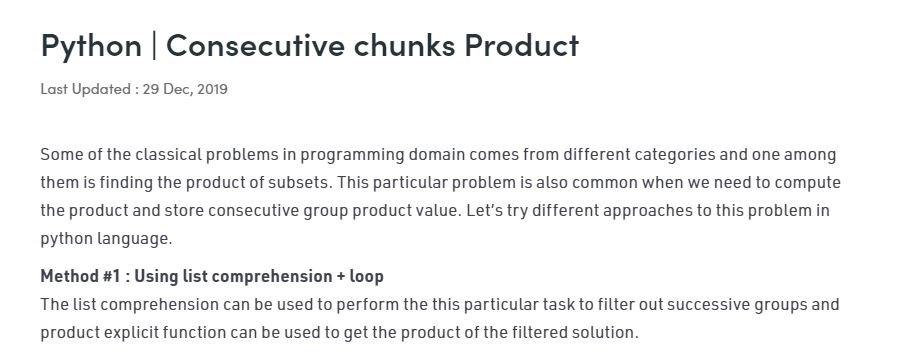 Python | Consecutive chunks Product
Last Updated : 29 Dec, 2019
Some of the classical problems in programming domain comes from different categories and one among
them is finding the product of subsets. This particular problem is also common when we need to compute
the product and store consecutive group product value. Let’s try different approaches to this problem in
python language.
Method #1 : Using list comprehension + loop
The list comprehension can be used to perform the this particular task to filter out successive groups and
product explicit function can be used to get the product of the filtered solution.